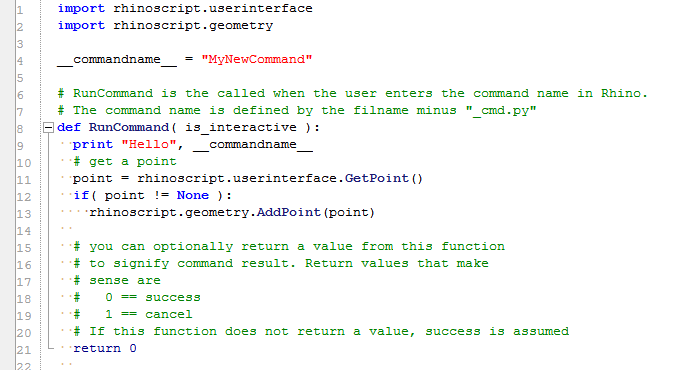 1 import rhinoscript.userinterface
2 import rhinoscript.geometry
3
4 __commandname__ = "MyNewCommand"
5
6 # RunCommand is the called when the user enters the command name in Rhino.
7 # The command name is defined by the filname minus "_cmd.py"
8 def RunCommand( is_interactive ):
9   print "Hello", __commandname__
10   # get a point
11   point = rhinoscript.userinterface.GetPoint()
12   if( point != None ):
13     rhinoscript.geometry.AddPoint(point)
14
15   # you can optionally return a value from this function
16   # to signify command result. Return values that make
17   # sense are
18   #   0 == success
19   #   1 == cancel
20   # If this function does not return a value, success is assumed
21   return 0
22